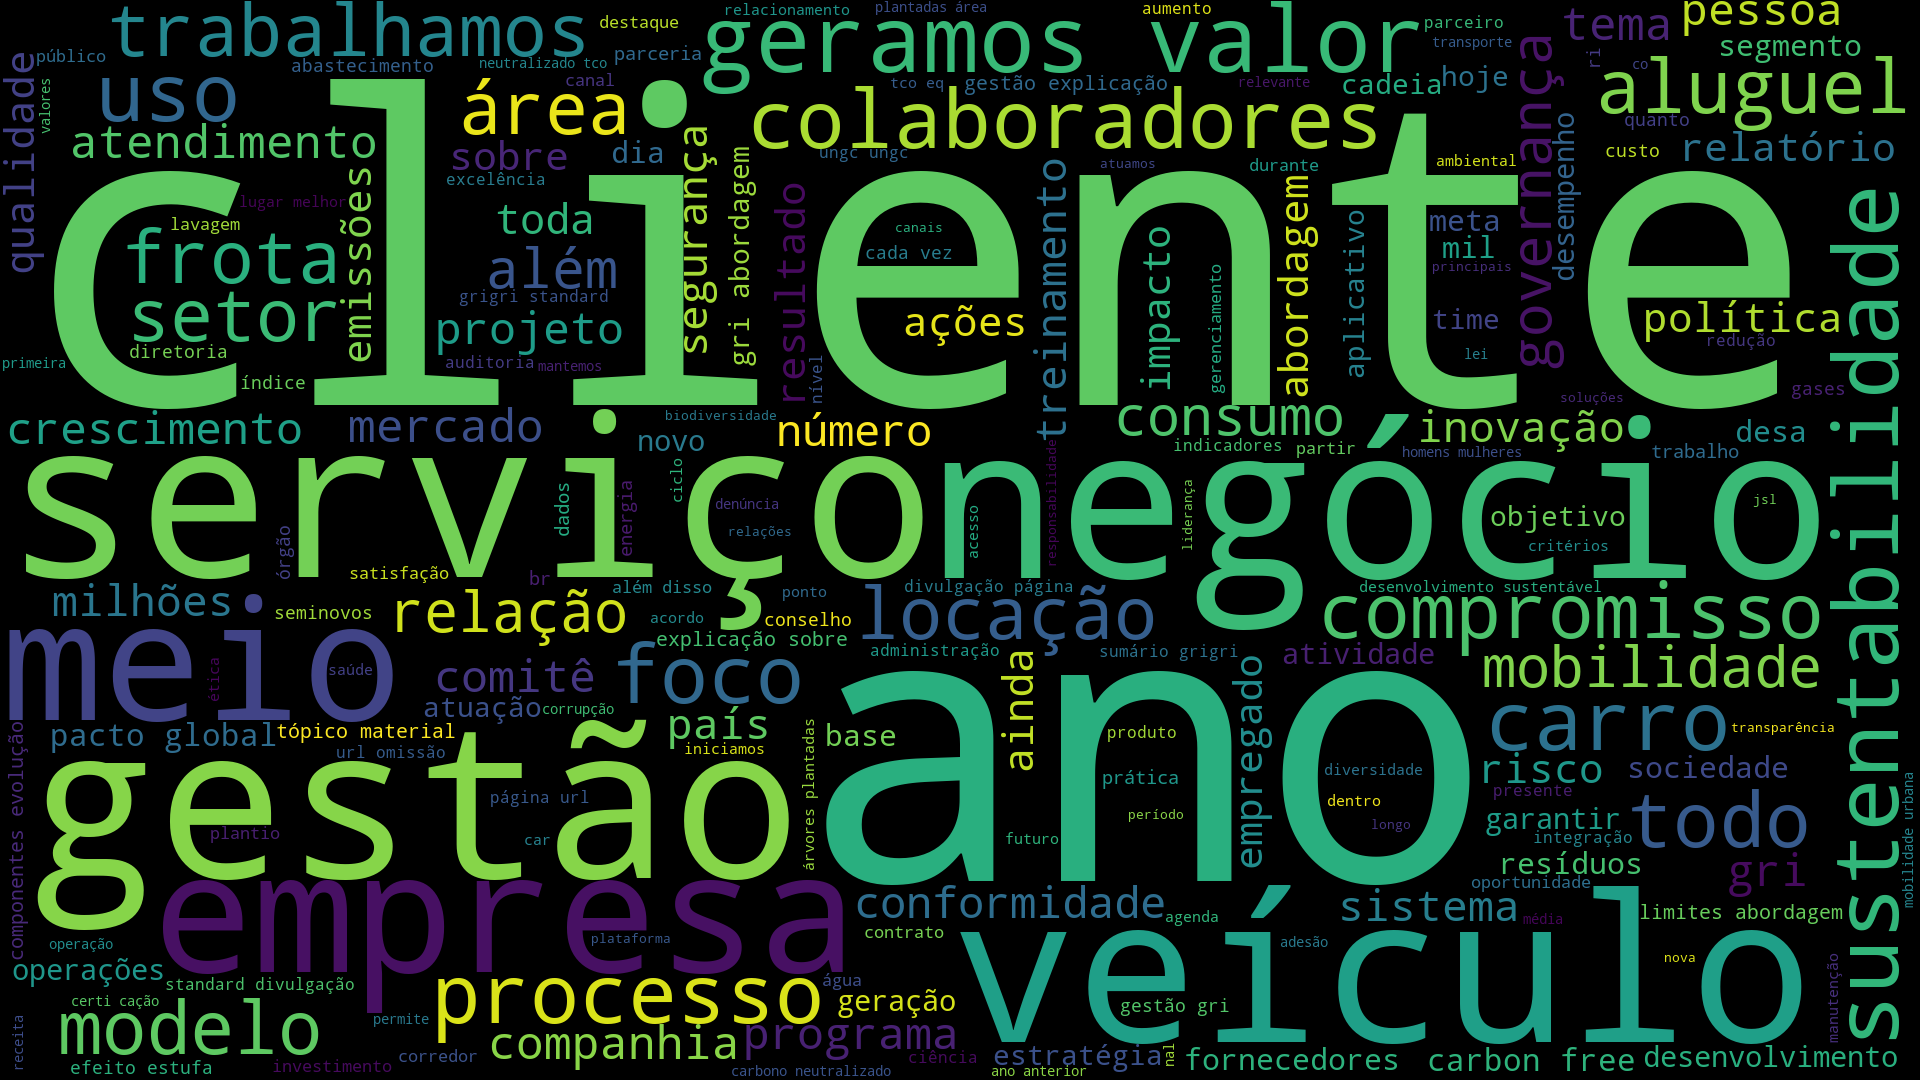 trabalhamos
destaque
relacionamento
plantadas área
aumento
geramos valor
parceiro
tema
pessoa
público
abastecimento
neutralizado tco
parceria
transporte
ri
segmento
qualidade
valores
uso
canal
área
tco eq
gestão explicação
relevante
cadeia
hoje
co
aluguel
colaboradores
governança
quanto
atendimento
sobre
dia
segurança
gri abordagem
ungc ungc
atuamos
durante
ambiental
desempenho
custo
relatório
cliente
excelência
emissões
lugar melhor
lavagem
toda
resultado
canais
cada vez
treinamento
impacto
abordagem
aplicativo
meta
mil
principais
sustentabilidade
frota
além
grigri standard
gerenciamento
setor
projeto
ações
time
política
redução
primeira
diretoria
auditoria
mantemos
nível
lei
índice
gases
soluções
crescimento
mercado
biodiversidade
novo
número
consumo
indicadores
partir
inovação
homens mulheres
desa
trabalho
serviço
negócio
ciclo
dados
energia
denúncia
relações
responsabilidade
acesso
liderança
objetivo
critérios
jsl
órgão
satisfação
br
além disso
divulgação página
desenvolvimento sustentável
milhões
seminovos
relação
acordo
ponto
conselho
locação
compromisso
explicação sobre
administração
sumário grigri
atividade
meio
saúde
ética
comitê
foco
ainda
empregado
mobilidade
atuação
corrupção
ano
pacto global
tópico material
url omissão
país
iniciamos
árvores plantadas
base
produto
carro
transparência
componentes evolução
gestão
página url
prática
diversidade
risco
sociedade
mobilidade urbana
plantio
car
período
dentro
presente
todo
futuro
longo
garantir
integração
resíduos
gri
empresa
conformidade
agenda
sistema
oportunidade
média
limites abordagem
operação
plataforma
contrato
veículo
adesão
nova
manutenção
operações
standard divulgação
processo
água
geração
gestão gri
certi cação
modelo
permite
companhia
programa
receita
efeito estufa
investimento
corredor
ciência
carbono neutralizado
estratégia
ano anterior
nal
fornecedores
carbon free
desenvolvimento